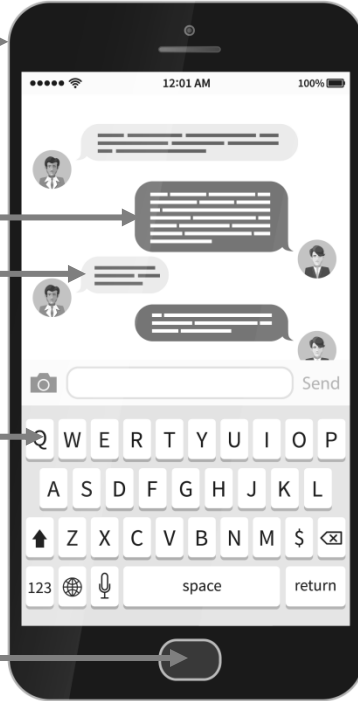 12:01 AM 100%
Send
Q W E R T Y U I O P
A S D F G H J K L
Z X C V B N M $
123 space return